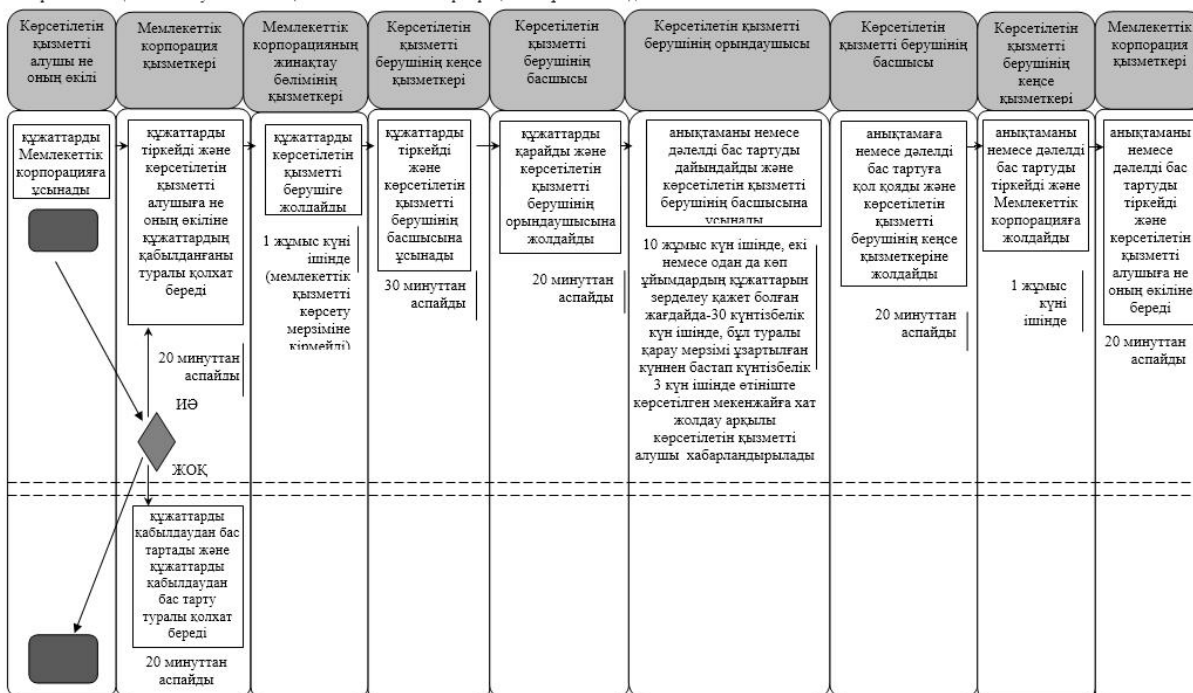 Көрсетілетін
қызметті
алушы не
оның өкілі
Мемлекеттік
корпорация
қызметкері
Мемлекеттік
корпорацияның
жинақтау
бөлімінің
қызметкері
Көрсетілетін
қызметті
берушінің кеңсе
қызметкері
Көрсетілетін
қызметті
берушінің
басшысы
Көрсетілетін қызметті
берушінің орындаушысы
Көрсетілетін
қызметті берушінің
басшысы
Көрсетілетін
қызметті
берушінің
кеңсе
қызметкері
Мемлекеттік
корпорация
қызметкері
құжаттарды
Мемлекеттік
корпорацияға
ұсынады
құжаттарды
тіркейді және
көрсетілетін
қызметті
алушыға не
оның өкіліне
құжаттардың
қабылданғаны
туралы қолхат
береді
20 минуттан
аспайды
ИӘ
ЖОҚ
құжаттарды
қабылдаудан бас
тартады және
құжаттарды
қабылдаудан
бас тарту
туралы қолхат
береді
20 минуттан
аспайды
құжаттарды
көрсетілетін
қызметті
берушіге
жолдайды
1 жұмыс күні
ішінде
(мемлекеттік
қызметті
көрсету
мерзіміне
кірмейді)
құжаттарды
тіркейді
және
көрсетілетін
қызметті
берушінің
басшысына
ұсынады
30 минуттан
аспайды
құжаттарды
қарайды және
көрсетілетін
қызметті
берушінің
орындаушысына
жолдайды
20 минуттан
аспайды
анықтаманы немесе
дәлелді бас тартуды
дайындайды және
көрсетілетін қызметті
берушінің басшысына
ұсынады
10 жұмыс күн ішінде, екі
немесе одан да көп
ұйымдардың құжаттарын
зерделеу қажет болған
жағдайда-30 күнтізбелік
күн ішінде, бұл туралы
қарау мерзімі ұзартылған
күннен бастап күнтізбелік
3 күн ішінде өтініште
көрсетілген мекенжайға хат
жолдау арқылы
көрсетілетін қызметті
алушы хабарландырылады
анықтамаға
немесе дәлелді
бас тартуға
қол қояды және
көрсетілетін
қызметті
берушінің кеңсе
қызметкеріне
жолдайды
20 минуттан
аспайды
анықтаманы
немесе дәлелді
бас тартуды
тіркейді және
Мемлекеттік
корпорацияға
жолдайды
1 жұмыс
күні
ішінде
анықтаманы
немесе
дәлелді бас
тартуды
тіркейді
және
көрсетілетін
қызметті
алушыға не
оның өкіліне
береді
20 минуттан
аспайды